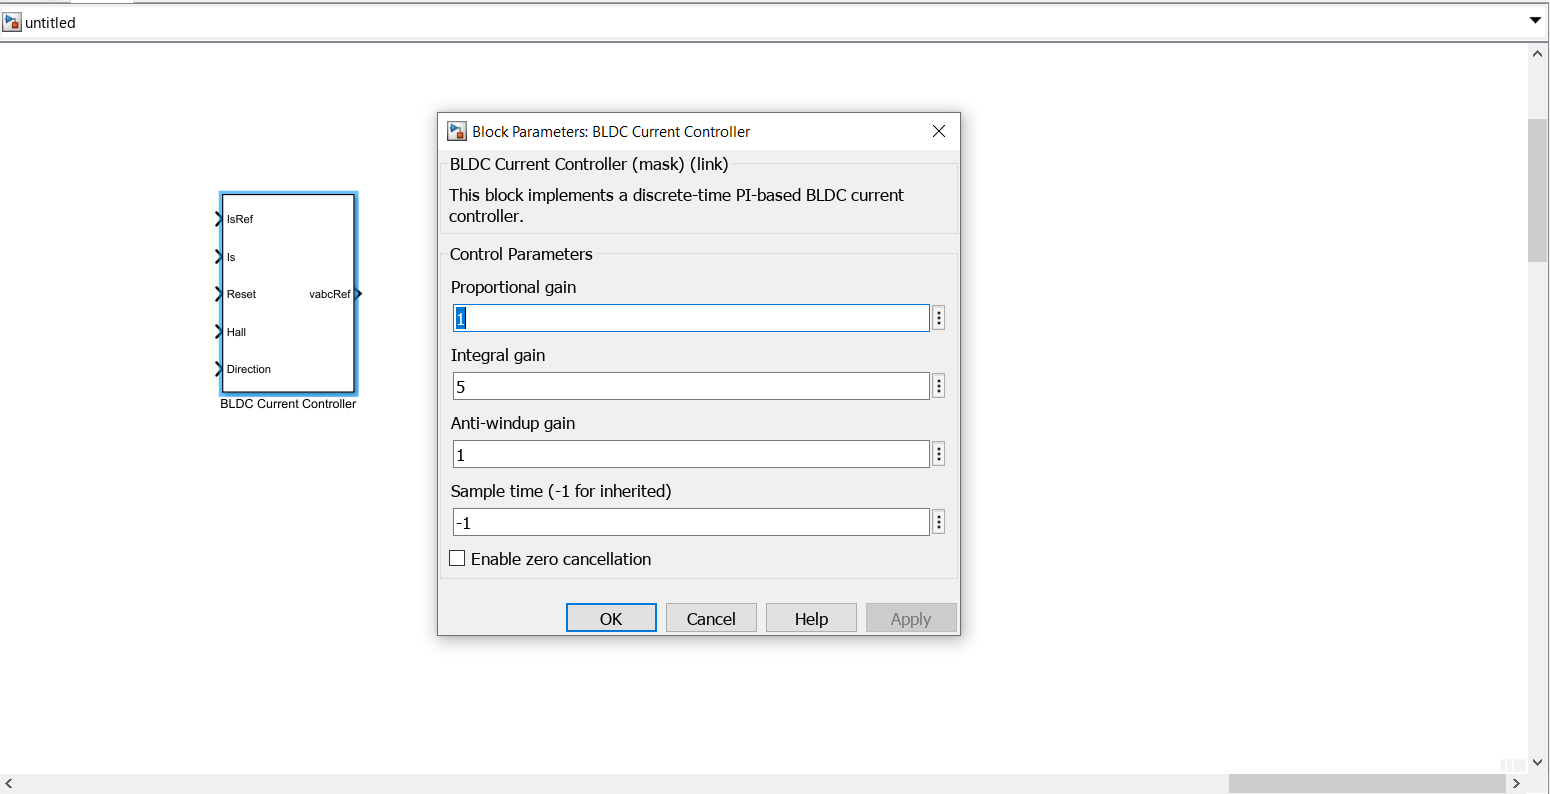 untitled
IsRef
Is
Reset
vabcRef
Hall
Direction
BLDC Current Controller
Block Parameters: BLDC Current Controller
BLDC Current Controller (mask) (link)
This block implements a discrete-time PI-based BLDC current
controller.
Control Parameters
Proportional gain
1
Integral gain
5
Anti-windup gain
1
Sample time (-1 for inherited)
-1
Enable zero cancellation
OK
Cancel
Help
Apply